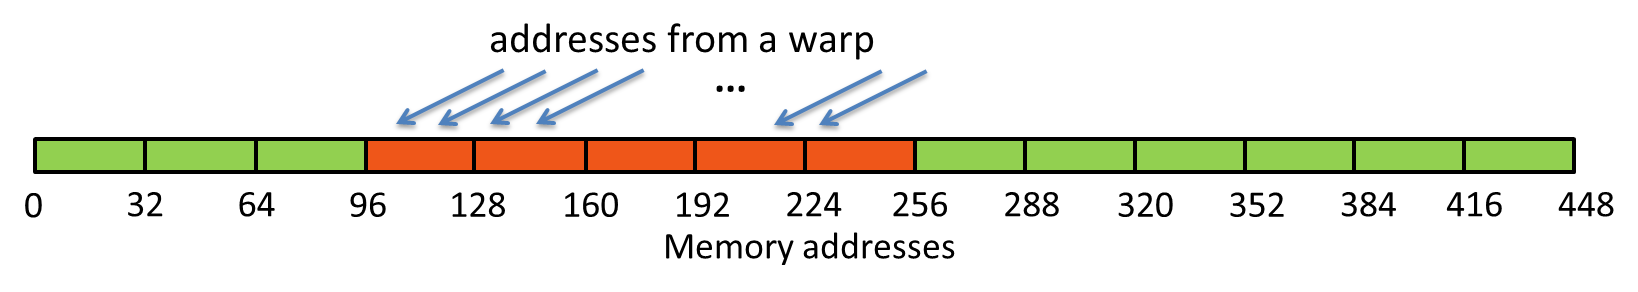 addresses from a warp
...
0 32 64 96 128 160 192 224 256 288 320 352 384 416 448
Memory addresses